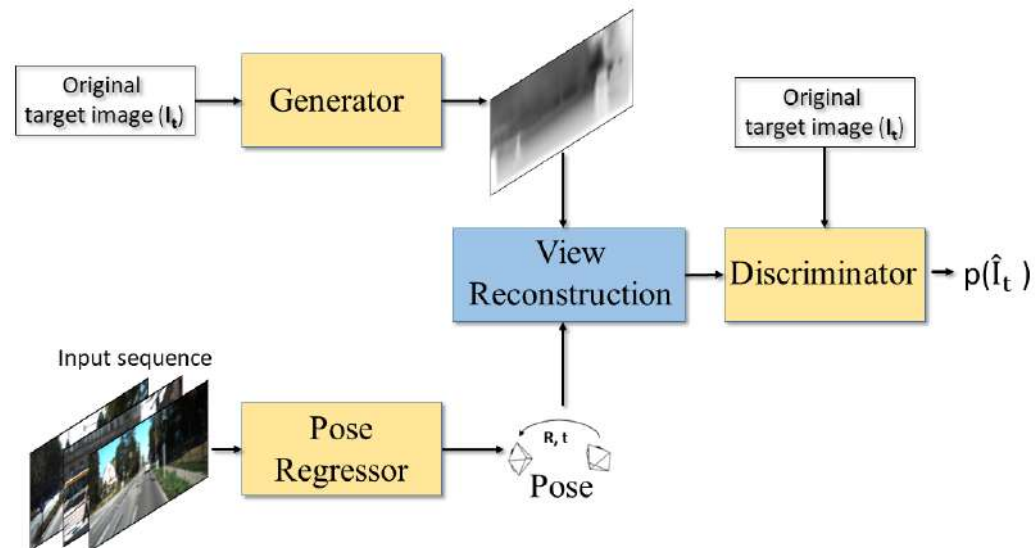 Original
target image (Iₜ)
Generator
Original
target image (Iₜ)
View
Reconstruction
Discriminator
p(Îₜ )
Input sequence
Pose
Regressor
R, t
Pose